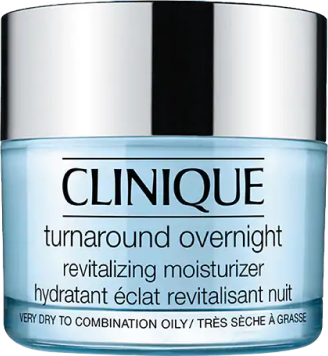 CLINIQUE
turnaround overnight
revitalizing moisturizer
hydratant éclat revitalisant nuit
VERY DRY TO COMBINATION OILY/ TRÈS SÈCHE À GRASSE